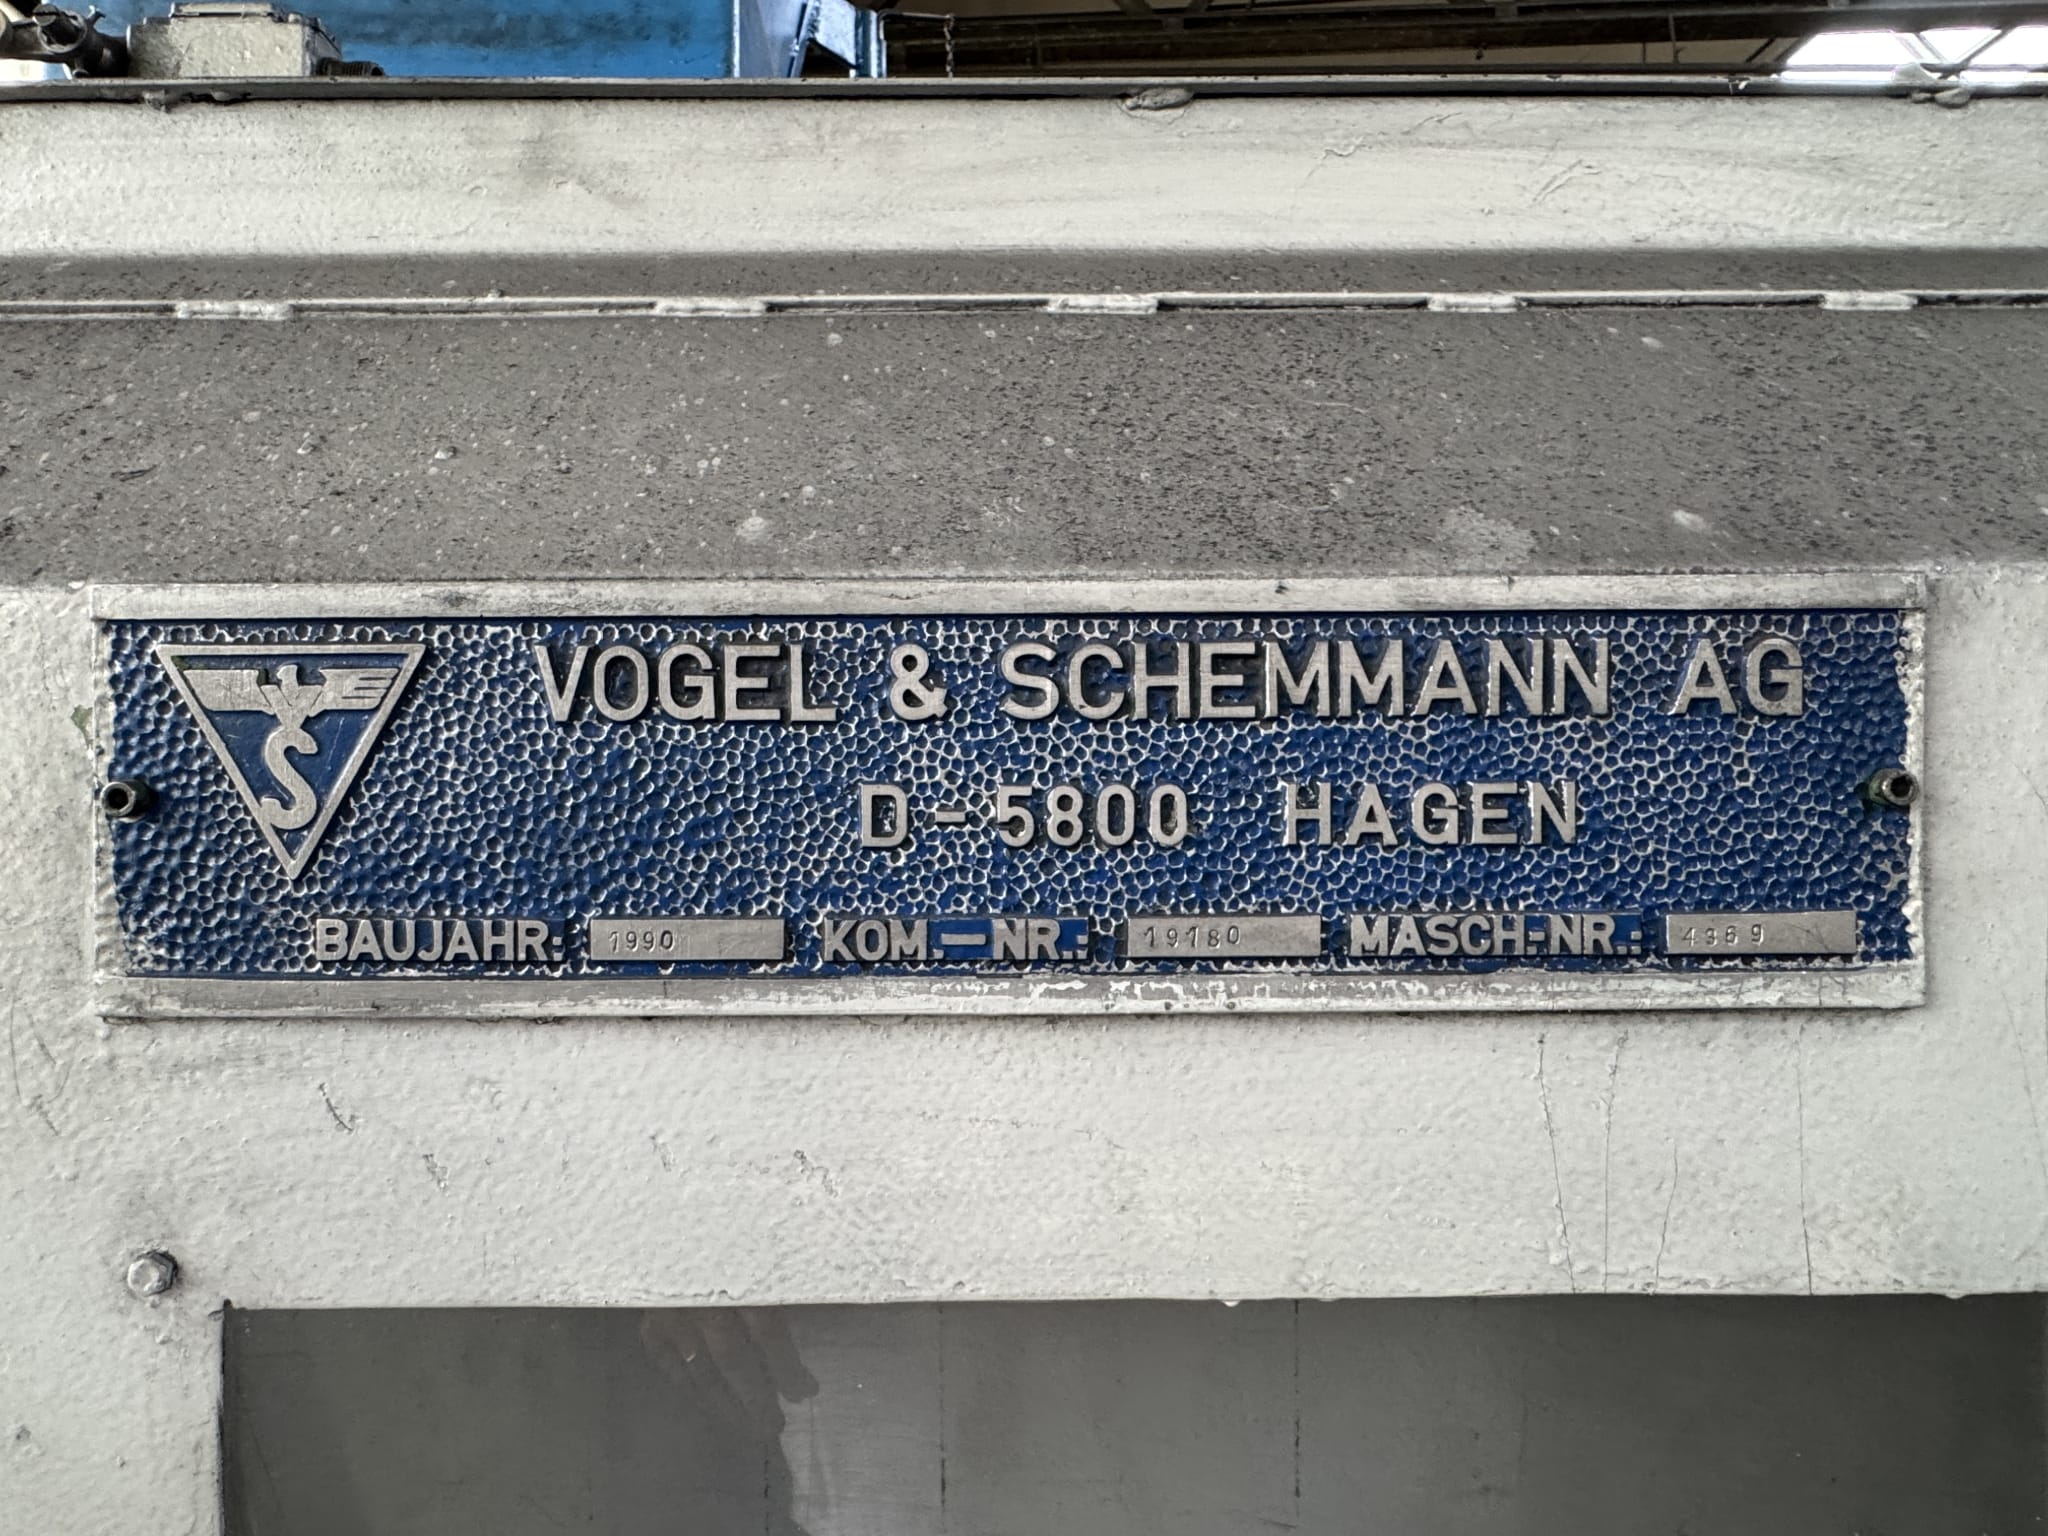 VOGEL & SCHEMMANN AG
D-5800 HAGEN
BAUJAHR: 1990 KOM.-NR.: 19180 MASCH.-NR.: 4369
S